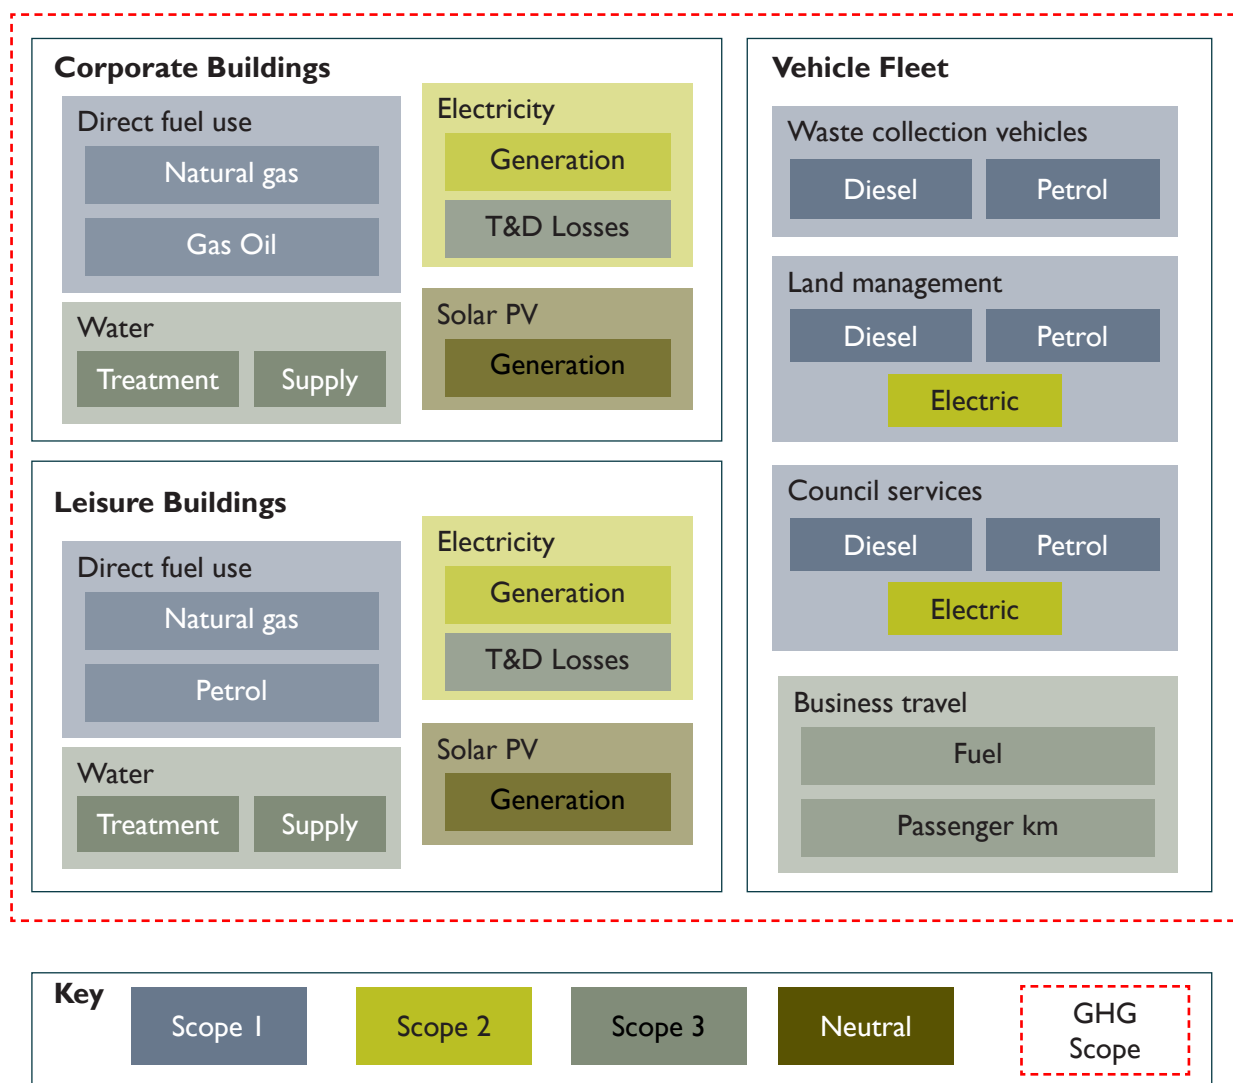 Corporate Buildings
Direct fuel use
Natural gas
Gas Oil
Water
Treatment
Supply
Electricity
Generation
T&D Losses
Solar PV
Generation
Leisure Buildings
Direct fuel use
Natural gas
Petrol
Water
Treatment
Supply
Electricity
Generation
T&D Losses
Solar PV
Generation
Vehicle Fleet
Waste collection vehicles
Diesel
Petrol
Land management
Diesel
Petrol
Electric
Council services
Diesel
Petrol
Electric
Business travel
Fuel
Passenger km
Key
Scope 1
Scope 2
Scope 3
Neutral
GHG
Scope